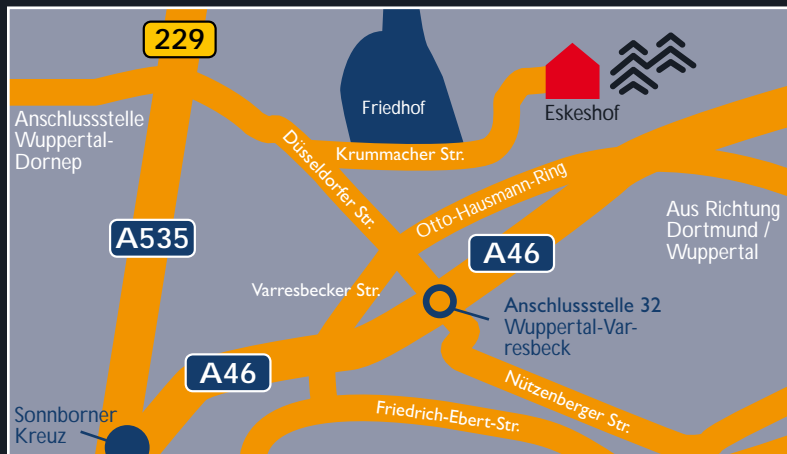 229
Friedhof
Eskeshof
Anschlussstelle
Wuppertal-
Dornep
Düsseldorfer Str.
Krummacher Str.
Otto-Hausmann-Ring
Aus Richtung
Dortmund /
Wuppertal
A535
A46
Varresbecker Str.
Anschlussstelle 32
Wuppertal-Var-
resbeck
A46
Nützenberger Str.
Friedrich-Ebert-Str.
Sonnborner
Kreuz